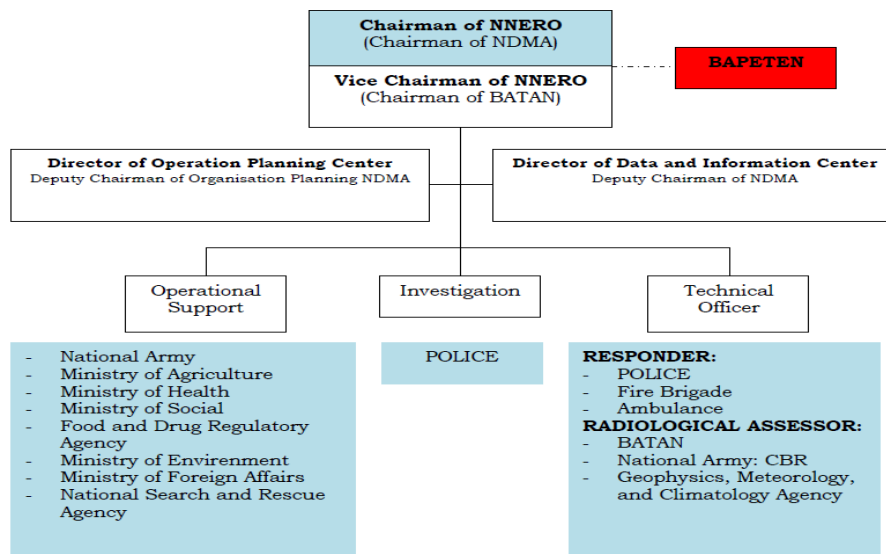 Chairman of NNERO
(Chairman of NDMA)
BAPETEN
Vice Chairman of NNERO
(Chairman of BATAN)
Director of Operation Planning Center
Deputy Chairman of Organisation Planning NDMA
Director of Data and Information Center
Deputy Chairman of NDMA
Operational
Support
Investigation
Technical
Officer
- National Army
- Ministry of Agriculture
- Ministry of Health
- Ministry of Social
- Food and Drug Regulatory
Agency
- Ministry of Envirenment
- Ministry of Foreign Affairs
- National Search and Rescue
Agency
POLICE
RESPONDER:
- POLICE
- Fire Brigade
- Ambulance
RADIOLOGICAL ASSESSOR:
- BATAN
- National Army: CBR
- Geophysics, Meteorology,
and Climatology Agency